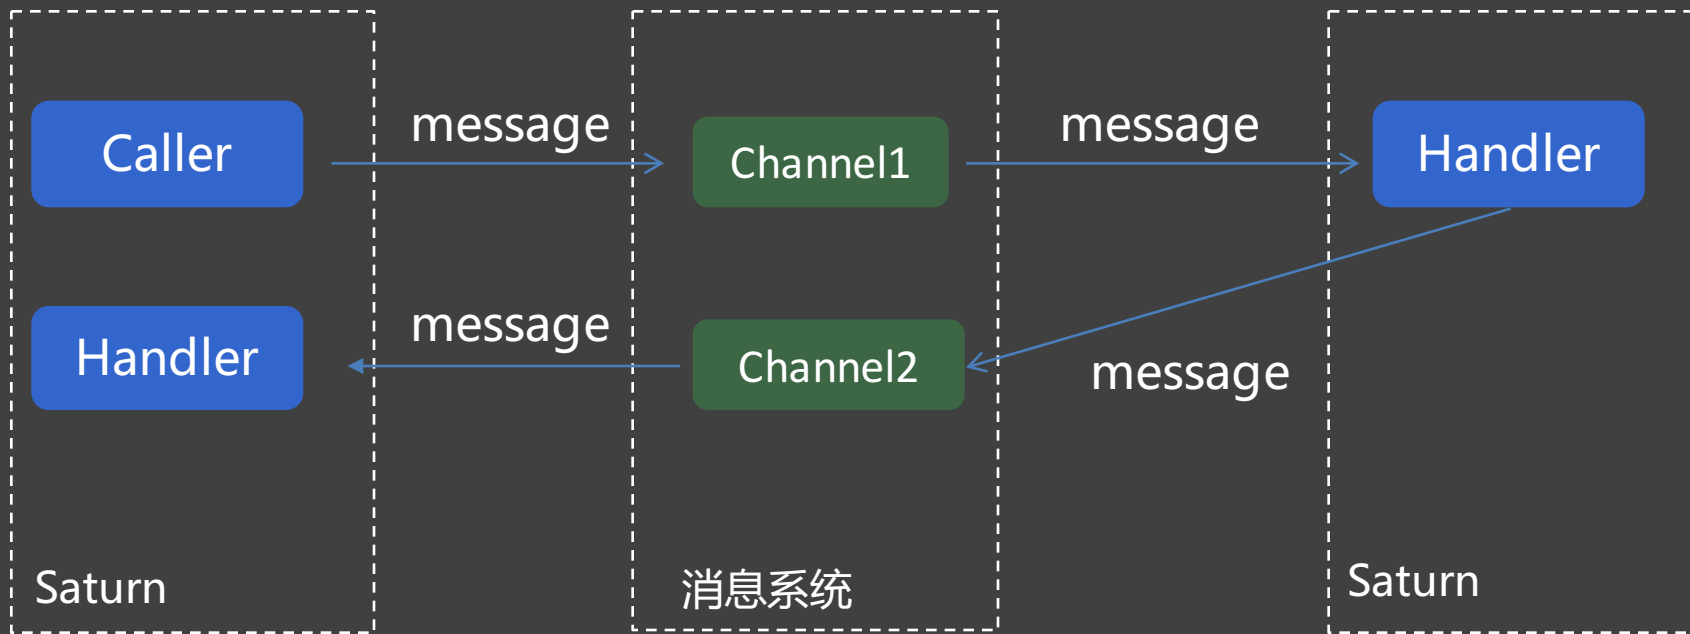 Caller
message
Channel1
message
Handler
Handler
message
Channel2
message
Saturn
消息系统
Saturn